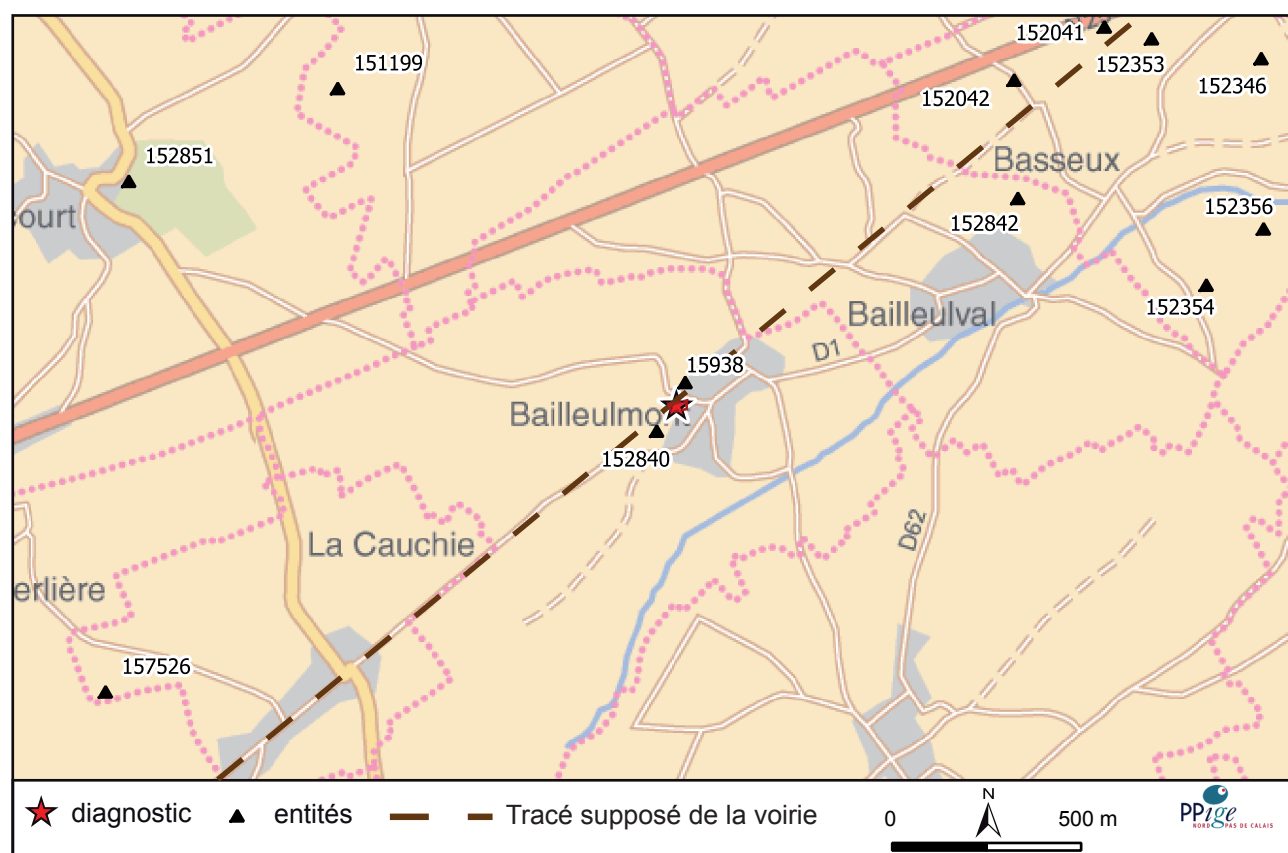 152041
151199
152353
152346
152042
152851
Basseux
court
152356
152842
Bailleulval
152354
D1
15938
Bailleulmont
152840
D62
La Cauchie
erlière
157526
diagnostic
entités
Tracé supposé de la voirie
0
N
500 m
PPige
NORD PAS DE CALAIS